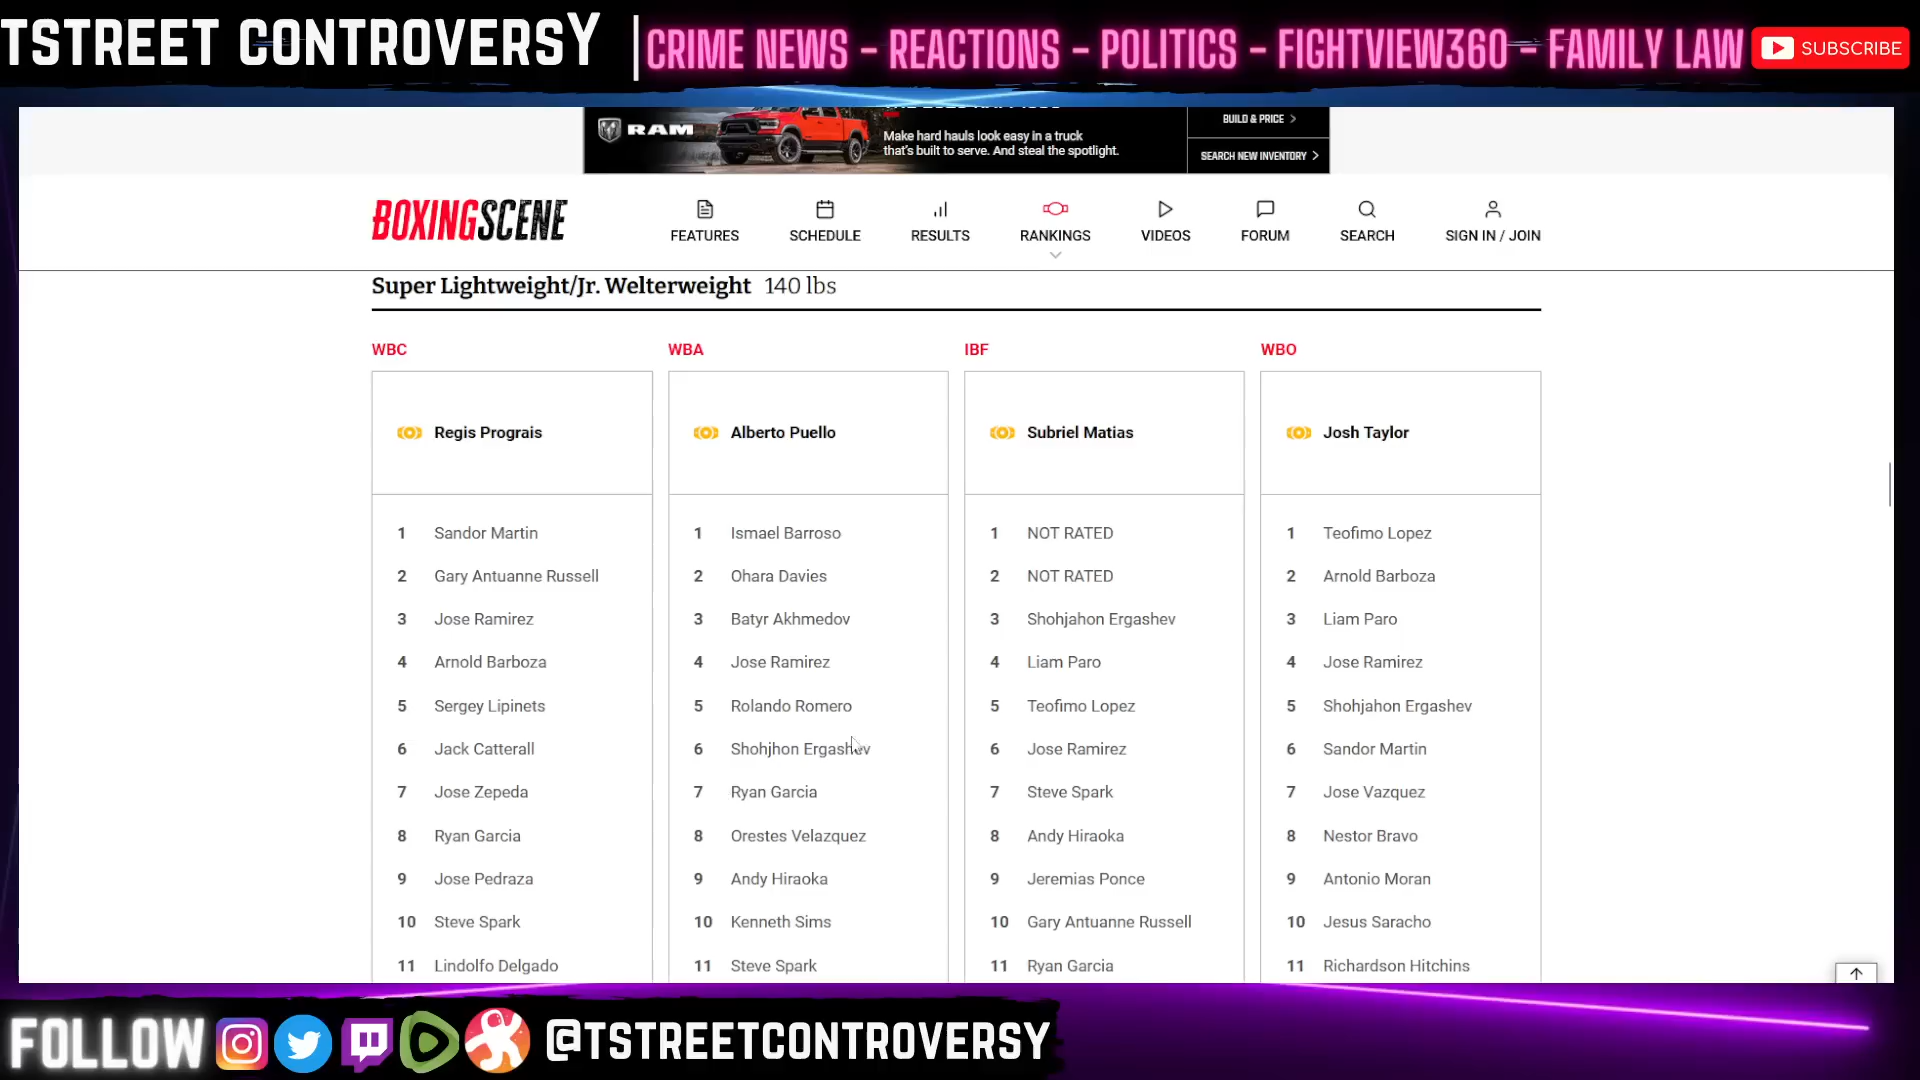 TSTREET CONTROVERSY
CRIME NEWS - REACTIONS - POLITICS - FIGHTVIEW360 - FAMILY LAW
SUBSCRIBE
RAM
Make hard hauls look easy in a truck
that's built to serve. And steal the spotlight.
BUILD & PRICE
SEARCH NEW INVENTORY
BOXINGSCENE
FEATURES
SCHEDULE
RESULTS
RANKINGS
VIDEOS
FORUM
SEARCH
SIGN IN / JOIN
Super Lightweight/Jr. Welterweight 140 lbs
WBC
Regis Prograis
1 Sandor Martin
2 Gary Antuanne Russell
3 Jose Ramirez
4 Arnold Barboza
5 Sergey Lipinets
6 Jack Catterall
7 Jose Zepeda
8 Ryan Garcia
9 Jose Pedraza
10 Steve Spark
11 Lindolfo Delgado
WBA
Alberto Puello
1 Ismael Barroso
2 Ohara Davies
3 Batyr Akhmedov
4 Jose Ramirez
5 Rolando Romero
6 Shohjhon Ergashev
7 Ryan Garcia
8 Orestes Velazquez
9 Andy Hiraoka
10 Kenneth Sims
11 Steve Spark
IBF
Subriel Matias
1 NOT RATED
2 NOT RATED
3 Shohjahon Ergashev
4 Liam Paro
5 Teofimo Lopez
6 Jose Ramirez
7 Steve Spark
8 Andy Hiraoka
9 Jeremias Ponce
10 Gary Antuanne Russell
11 Ryan Garcia
WBO
Josh Taylor
1 Teofimo Lopez
2 Arnold Barboza
3 Liam Paro
4 Jose Ramirez
5 Shohjahon Ergashev
6 Sandor Martin
7 Jose Vazquez
8 Nestor Bravo
9 Antonio Moran
10 Jesus Saracho
11 Richardson Hitchins
FOLLOW
@TSTREETCONTROVERSY